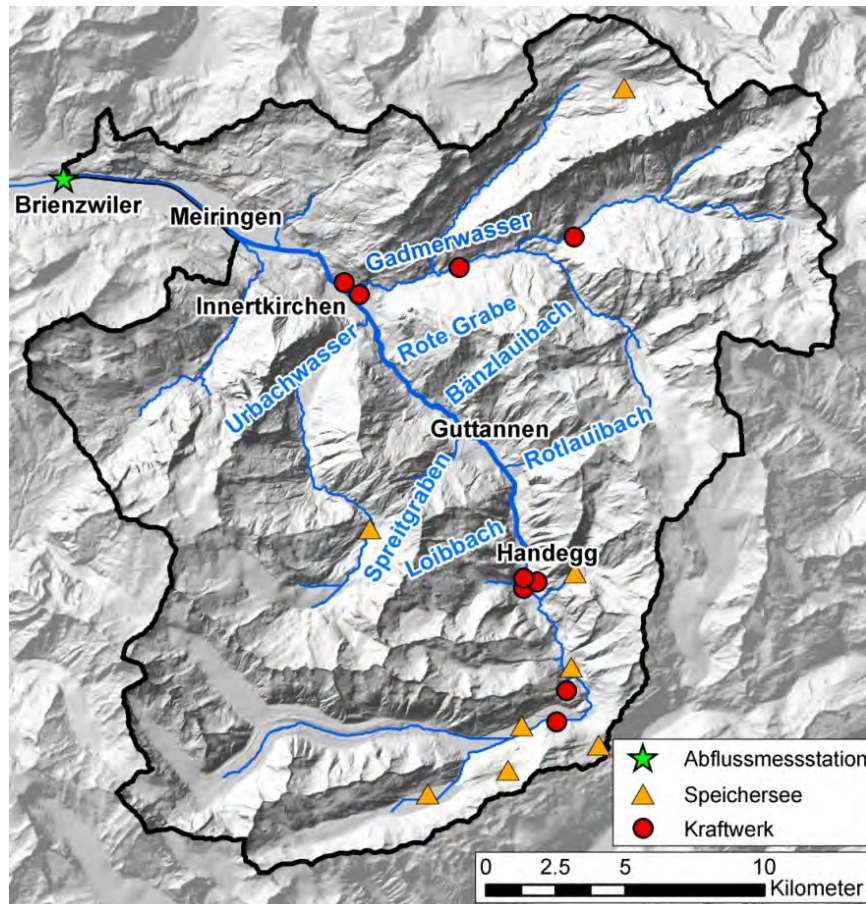 Brienzwiler
Meiringen
Gadmerwasser
Innertkirchen
Rote Grabe
Urbachwasser
Bänzlauibach
Guttannen
Rotlauibach
Spreitgraben
Loibbach
Handegg
Abflussmessstation
Speichersee
Kraftwerk
0 2.5 5 10
Kilometer